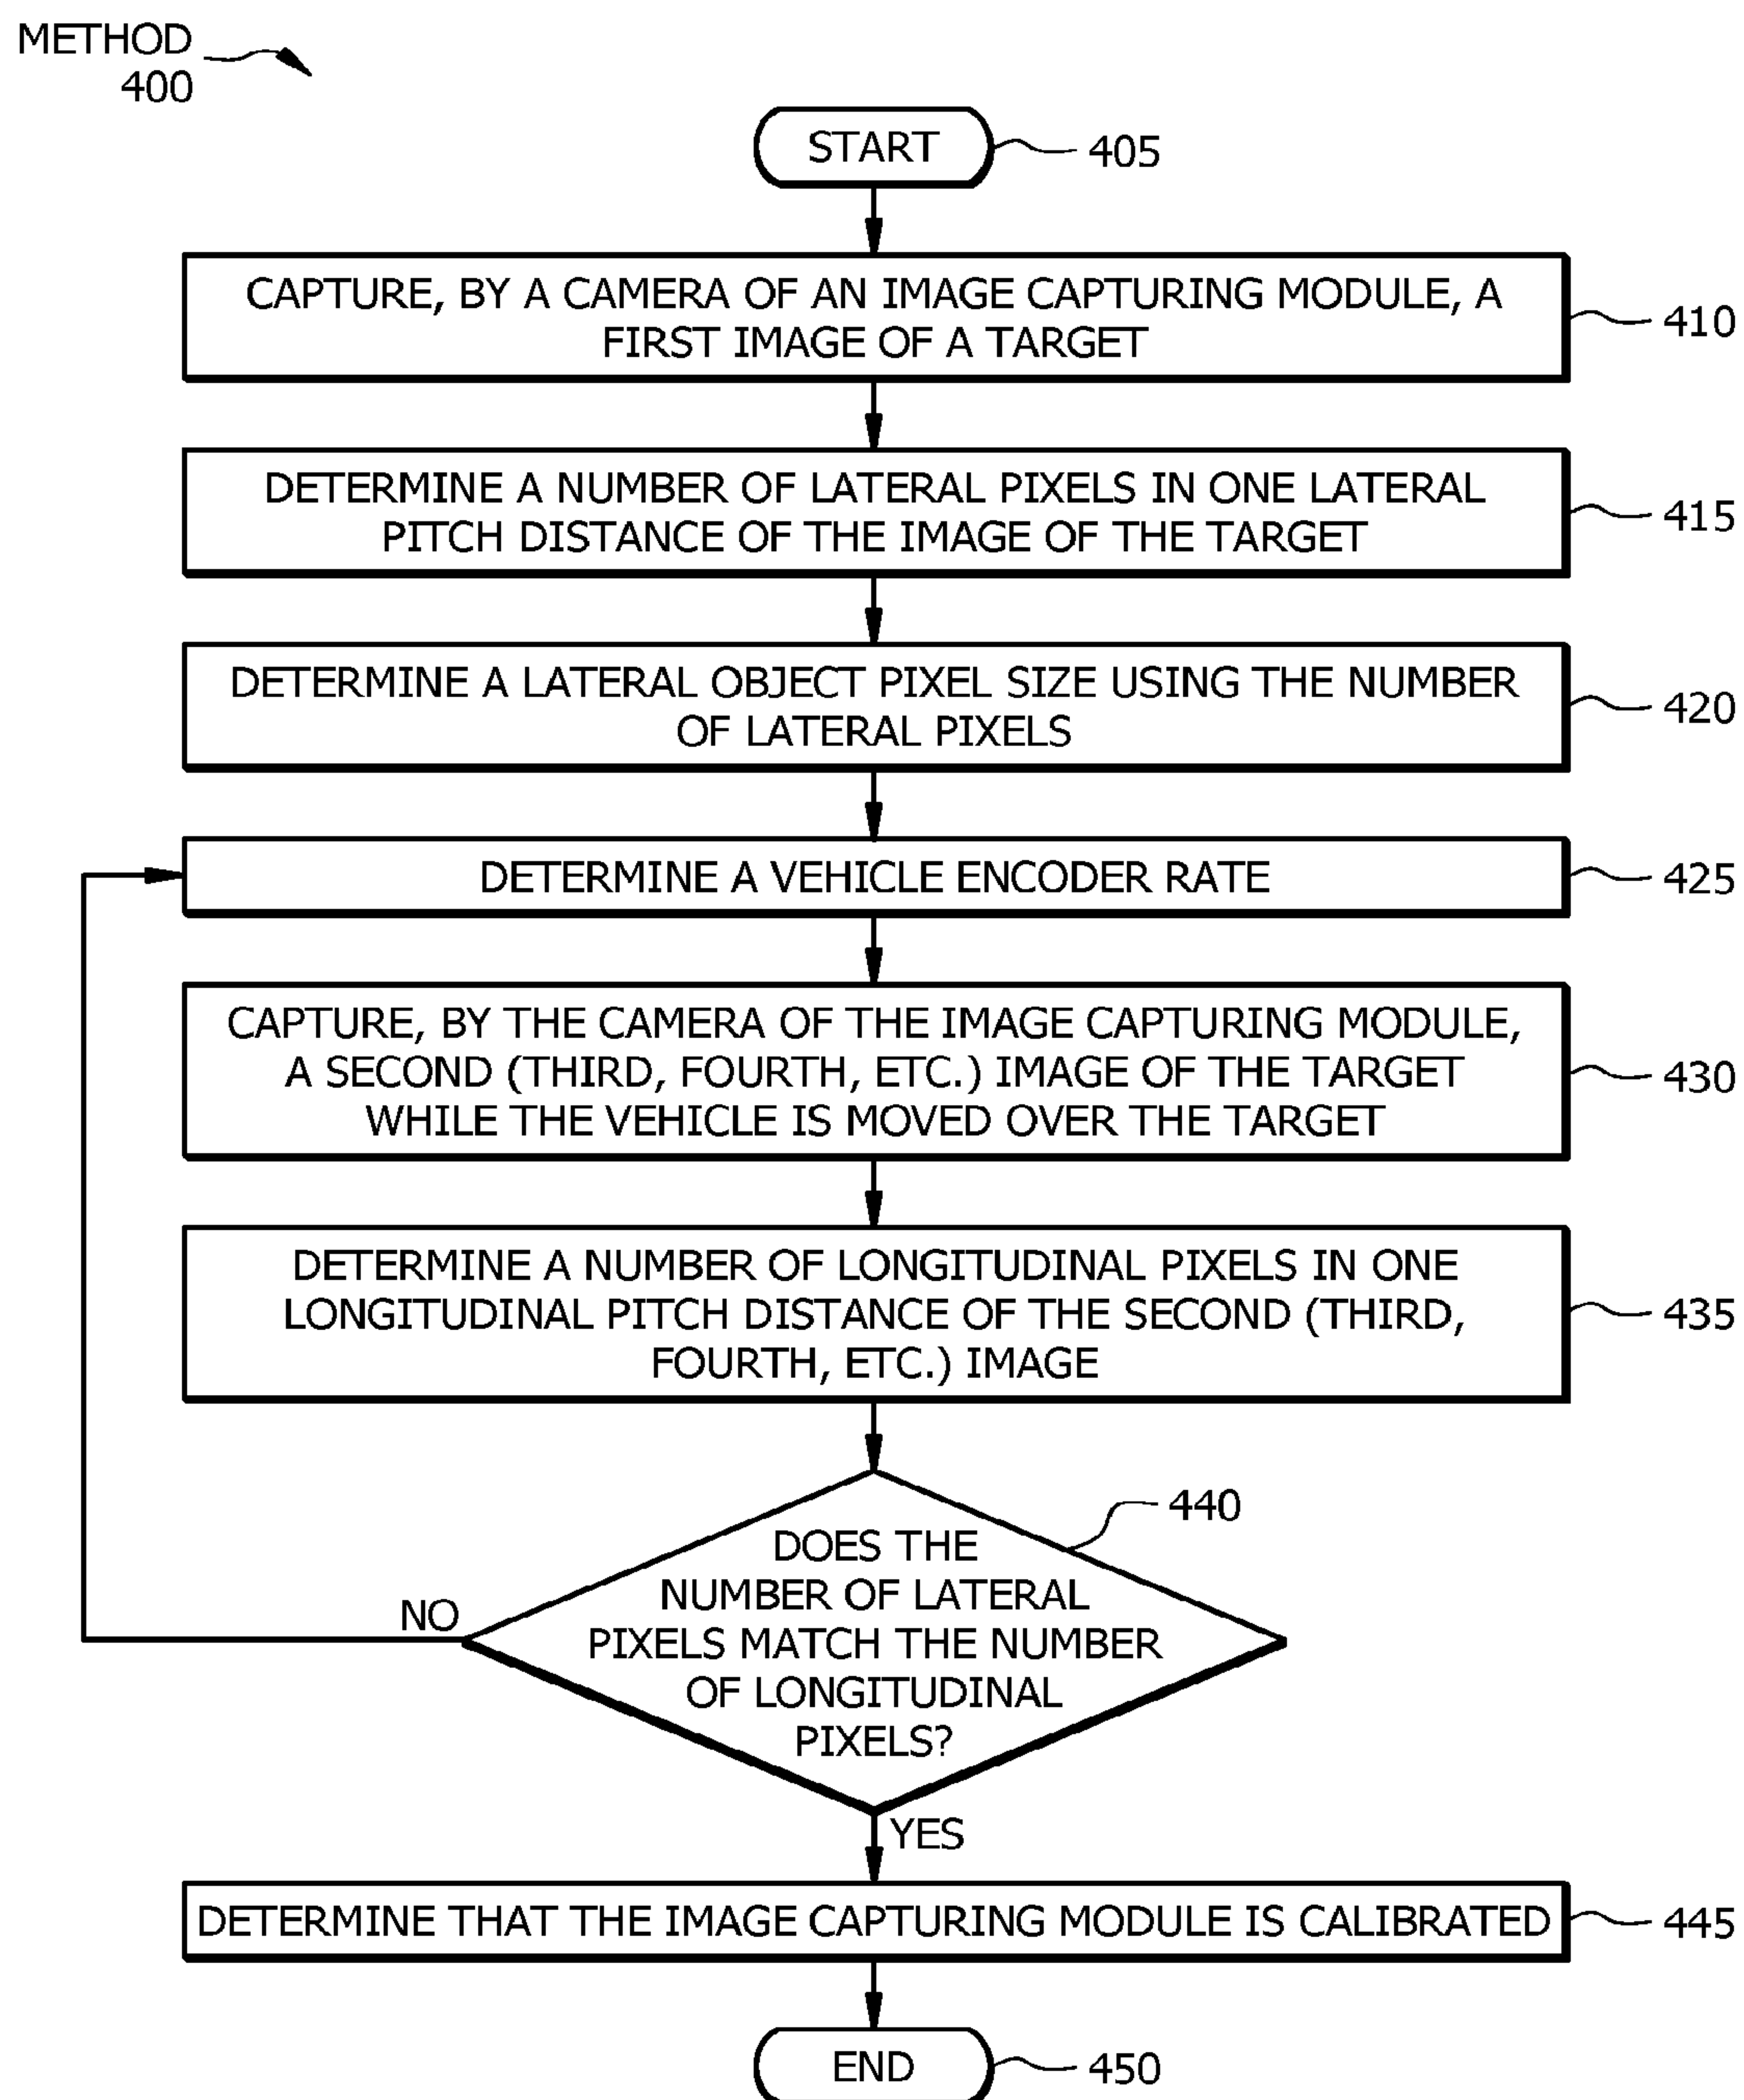 METHOD
400
START
405
CAPTURE, BY A CAMERA OF AN IMAGE CAPTURING MODULE, A
FIRST IMAGE OF A TARGET
410
DETERMINE A NUMBER OF LATERAL PIXELS IN ONE LATERAL
PITCH DISTANCE OF THE IMAGE OF THE TARGET
415
DETERMINE A LATERAL OBJECT PIXEL SIZE USING THE NUMBER
OF LATERAL PIXELS
420
DETERMINE A VEHICLE ENCODER RATE
425
CAPTURE, BY THE CAMERA OF THE IMAGE CAPTURING MODULE,
A SECOND (THIRD, FOURTH, ETC.) IMAGE OF THE TARGET
WHILE THE VEHICLE IS MOVED OVER THE TARGET
430
DETERMINE A NUMBER OF LONGITUDINAL PIXELS IN ONE
LONGITUDINAL PITCH DISTANCE OF THE SECOND (THIRD,
FOURTH, ETC.) IMAGE
435
440
DOES THE
NUMBER OF LATERAL
PIXELS MATCH THE NUMBER
OF LONGITUDINAL
PIXELS?
NO
YES
DETERMINE THAT THE IMAGE CAPTURING MODULE IS CALIBRATED
445
END
450